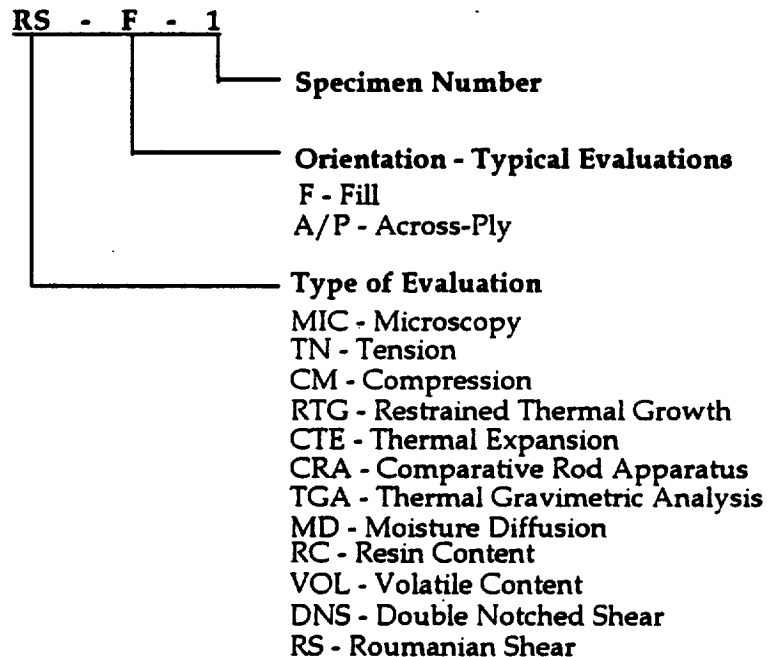 RS - F - 1
Specimen Number
Orientation - Typical Evaluations
F - Fill
A/P - Across-Ply
Type of Evaluation
MIC - Microscopy
TN - Tension
CM - Compression
RTG - Restrained Thermal Growth
CTE - Thermal Expansion
CRA - Comparative Rod Apparatus
TGA - Thermal Gravimetric Analysis
MD - Moisture Diffusion
RC - Resin Content
VOL - Volatile Content
DNS - Double Notched Shear
RS - Roumanian Shear